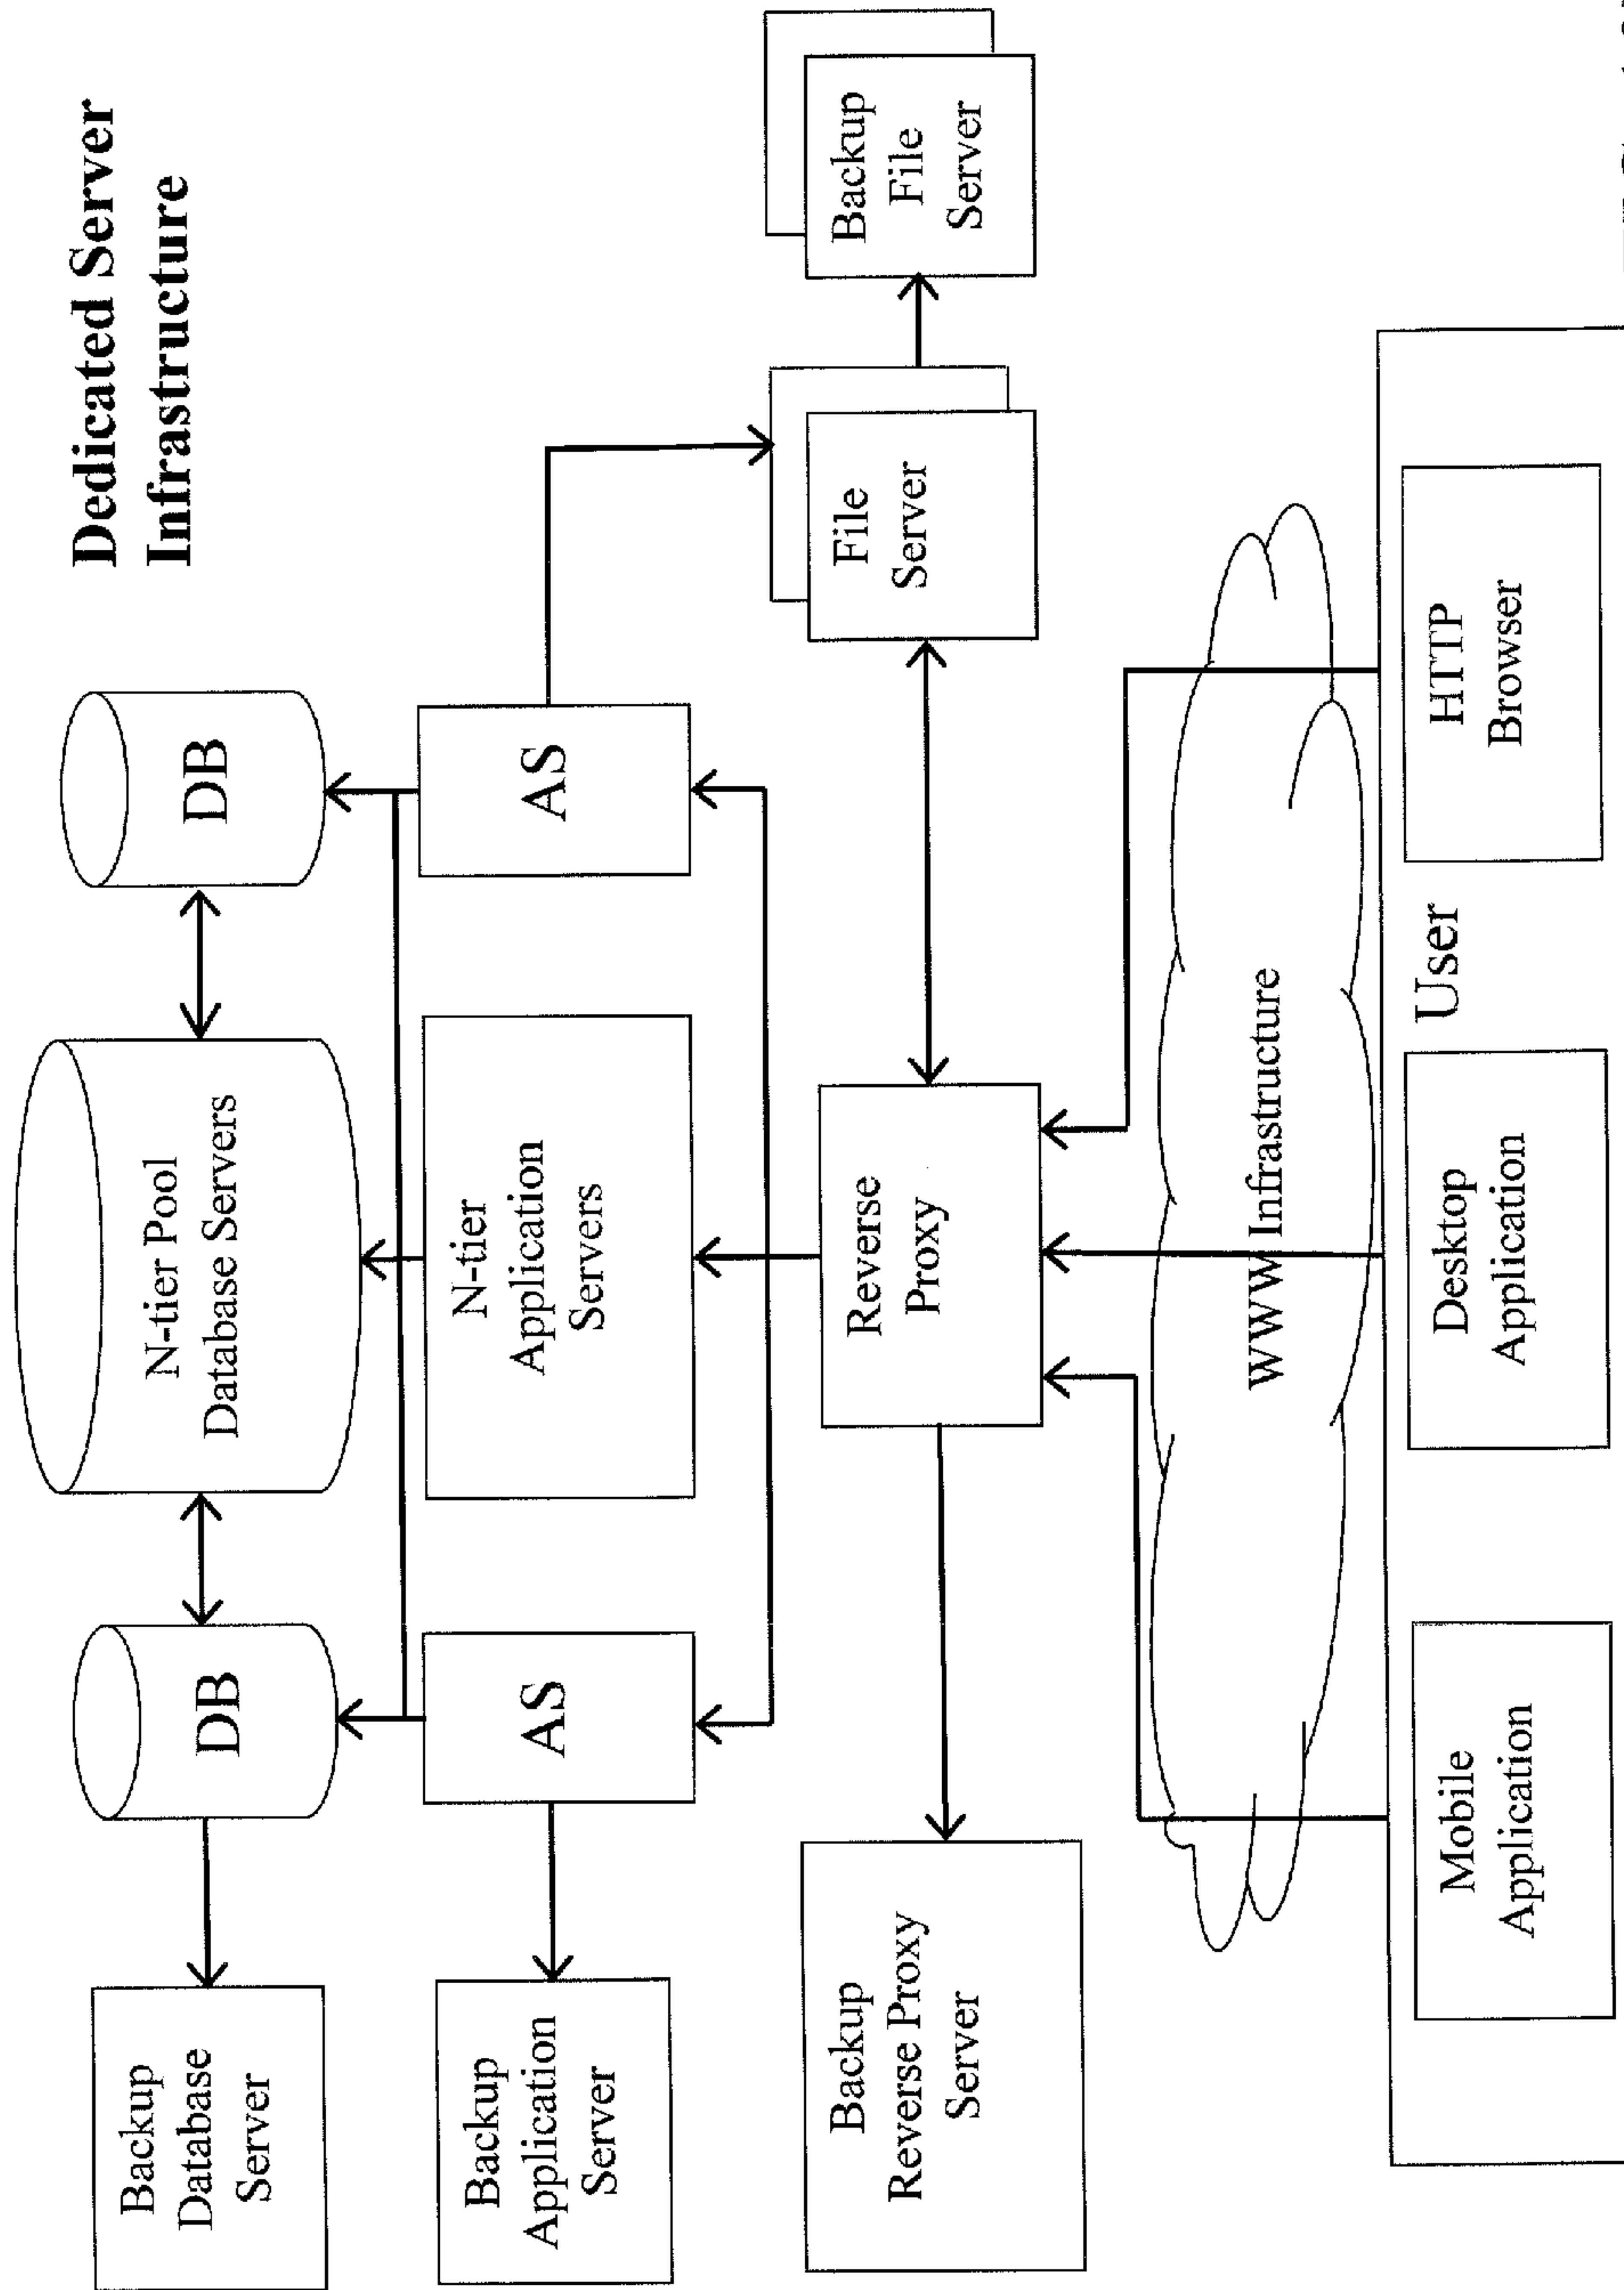 Dedicated Server
Infrastructure
Backup
Database
Server
DB
N-tier Pool
Database Servers
DB
Backup
Application
Server
AS
N-tier
Application
Servers
AS
Backup
Reverse Proxy
Server
Reverse
Proxy
File
Server
Backup
File
Server
WWW Infrastructure
Mobile
Application
Desktop
Application
User
HTTP
Browser